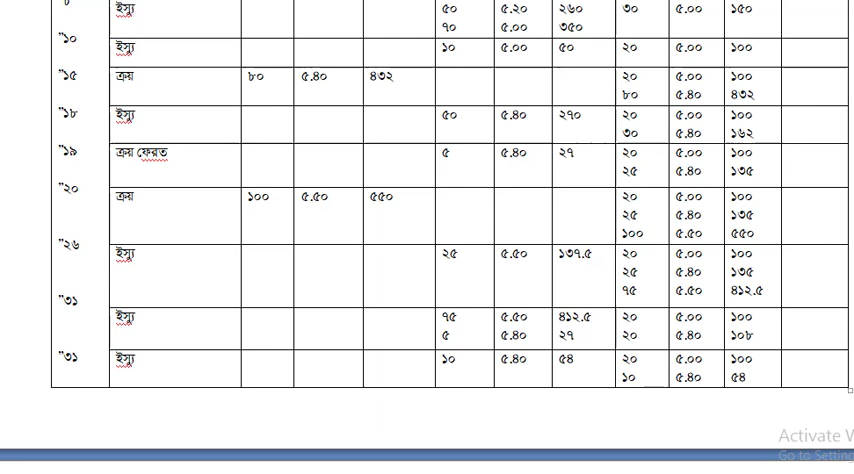 ”৮ ইস্যু ৫০ ৫.২০ ২৬০ ৩০ ৫.০০ ১৫০
৭০ ৫.০০ ৩৫০
”১০ ইস্যু ১০ ৫.০০ ৫০ ২০ ৫.০০ ১০০
”১৫ ক্রয় ৮০ ৫.৪০ ৪৩২ ২০ ৫.০০ ১০০
৮০ ৫.৪০ ৪৩২
”১৮ ইস্যু ৫০ ৫.৪০ ২৭০ ২০ ৫.০০ ১০০
৩০ ৫.৪০ ১৬২
”১৯ ক্রয় ফেরত ৫ ৫.৪০ ২৭ ২০ ৫.০০ ১০০
২৫ ৫.৪০ ১৩৫
”২০ ক্রয় ১০০ ৫.৫০ ৫৫০ ২০ ৫.০০ ১০০
২৫ ৫.৪০ ১৩৫
১০০ ৫.৫০ ৫৫০
”২৬ ইস্যু ২৫ ৫.৫০ ১৩৭.৫ ২০ ৫.০০ ১০০
২৫ ৫.৪০ ১৩৫
৭৫ ৫.৫০ ৪১২.৫
”৩১ ইস্যু ৭৫ ৫.৫০ ৪১২.৫ ২০ ৫.০০ ১০০
৫ ৫.৪০ ২৭ ২০ ৫.৪০ ১০৮
”৩১ ইস্যু ১০ ৫.৪০ ৫৪ ২০ ৫.০০ ১০০
১০ ৫.৪০ ৫৪
Activate W
Go to Setting